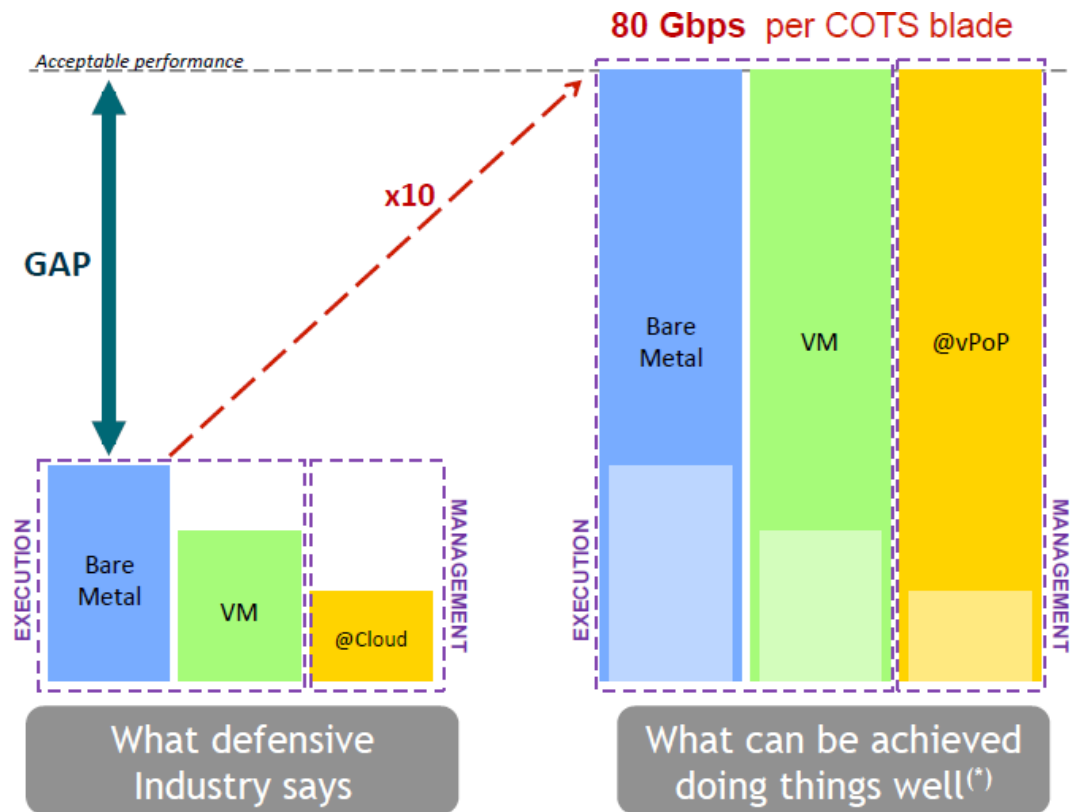 80 Gbps per COTS blade
Acceptable performance
x10
GAP
EXECUTION
Bare
Metal
VM
@Cloud
MANAGEMENT
EXECUTION
Bare
Metal
VM
@vPoP
MANAGEMENT
What defensive
Industry says
What can be achieved
doing things well(*)